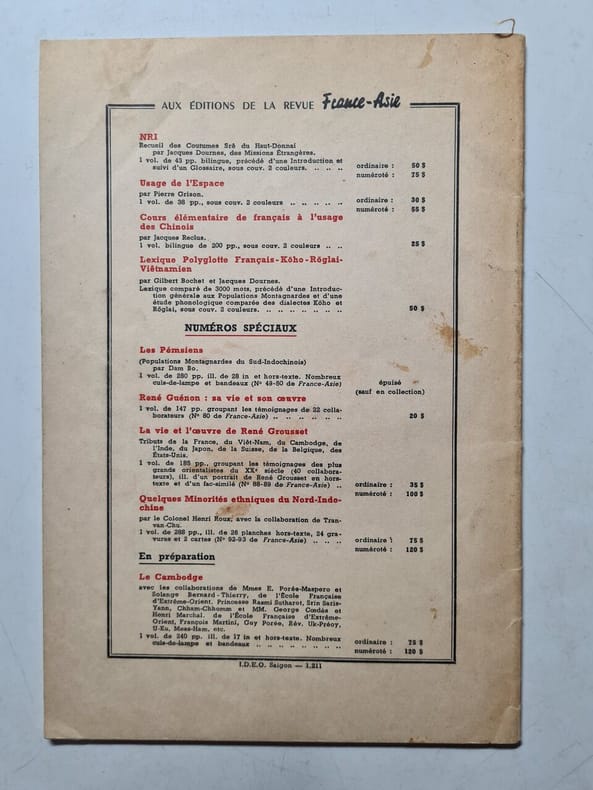 AUX ÉDITIONS DE LA REVUE France-Asie
NRI
Recueil des Coutumes Srê du Haut-Donnaï
par Jacques Dournes, des Missions Étrangères.
1 vol. de 43 pp. bilingue, précédé d'une Introduction et
suivi d'un Glossaire, sous couv. 2 couleurs. .. .. .. ordinaire : 50 $
numéroté : 75 $
Usage de l'Espace
par Pierre Grison.
1 vol. de 38 pp., sous couv. 2 couleurs .. .. .. .. .. ordinaire : 30 $
numéroté : 55 $
Cours élémentaire de français à l'usage
des Chinois
par Jacques Reclus.
1 vol. bilingue de 200 pp., sous couv. 2 couleurs .. .. 25 $
Lexique Polyglotte Français-Köho-Röglai-
Viêtnamien
par Gilbert Bochet et Jacques Dournes.
Lexique comparé de 3000 mots, précédé d'une Introduc-
tion générale aux Populations Montagnardes et d'une
étude phonologique comparée des dialectes Köho et
Röglai, sous couv. 2 couleurs. .. .. .. .. .. .. .. 50 $
NUMÉROS SPÉCIAUX
Les Pémsiens
(Populations Montagnardes du Sud-Indochinois)
par Dam Bo.
1 vol. de 280 pp. ill. de 28 in et hors-texte. Nombreux
culs-de-lampe et bandeaux (N° 49-50 de France-Asie)
épuisé
(sauf en collection)
René Guénon : sa vie et son œuvre
1 vol. de 147 pp. groupant les témoignages de 22 colla-
borateurs (N° 80 de France-Asie) .. .. .. .. .. .. 20 $
La vie et l'œuvre de René Grousset
Tributs de la France, du Viêt-Nam, du Cambodge, de
l'Inde, du Japon, de la Suisse, de la Belgique, des
États-Unis.
1 vol. de 185 pp., groupant les témoignages des plus
grands orientalistes du XXe siècle (40 collabora-
teurs), ill. d'un portrait de René Grousset en hors-
texte et d'un fac-similé (N° 88-89 de France-Asie) .. ordinaire : 35 $
numéroté : 100 $
Quelques Minorités ethniques du Nord-Indo-
chine
par le Colonel Henri Roux, avec la collaboration de Tran-
van-Chu.
1 vol. de 288 pp., ill. de 26 planches hors-texte, 24 gra-
vures et 2 cartes (N° 92-93 de France-Asie) .. .. .. ordinaire : 75 $
numéroté : 120 $
En préparation
Le Cambodge
avec les collaborations de Mmes E. Porée-Maspero et
Solange Bernard-Thierry, de l'École Française
d'Extrême-Orient, Princesse Rasmi Sutharot, Srin Sarin-
Yann, Chham-Chhomm et MM. George Cœdès et
Henri Marchal, de l'École Française d'Extrême-
Orient, François Martini, Guy Porée, Rév. Uk-Préoy,
U-Ku, Meas-Nam, etc.
1 vol. de 240 pp. ill. de 17 in et hors-texte. Nombreux
culs-de-lampe et bandeaux .. .. .. .. .. .. .. .. ordinaire : 75 $
numéroté : 120 $
I.D.E.O. Saigon — 1.211